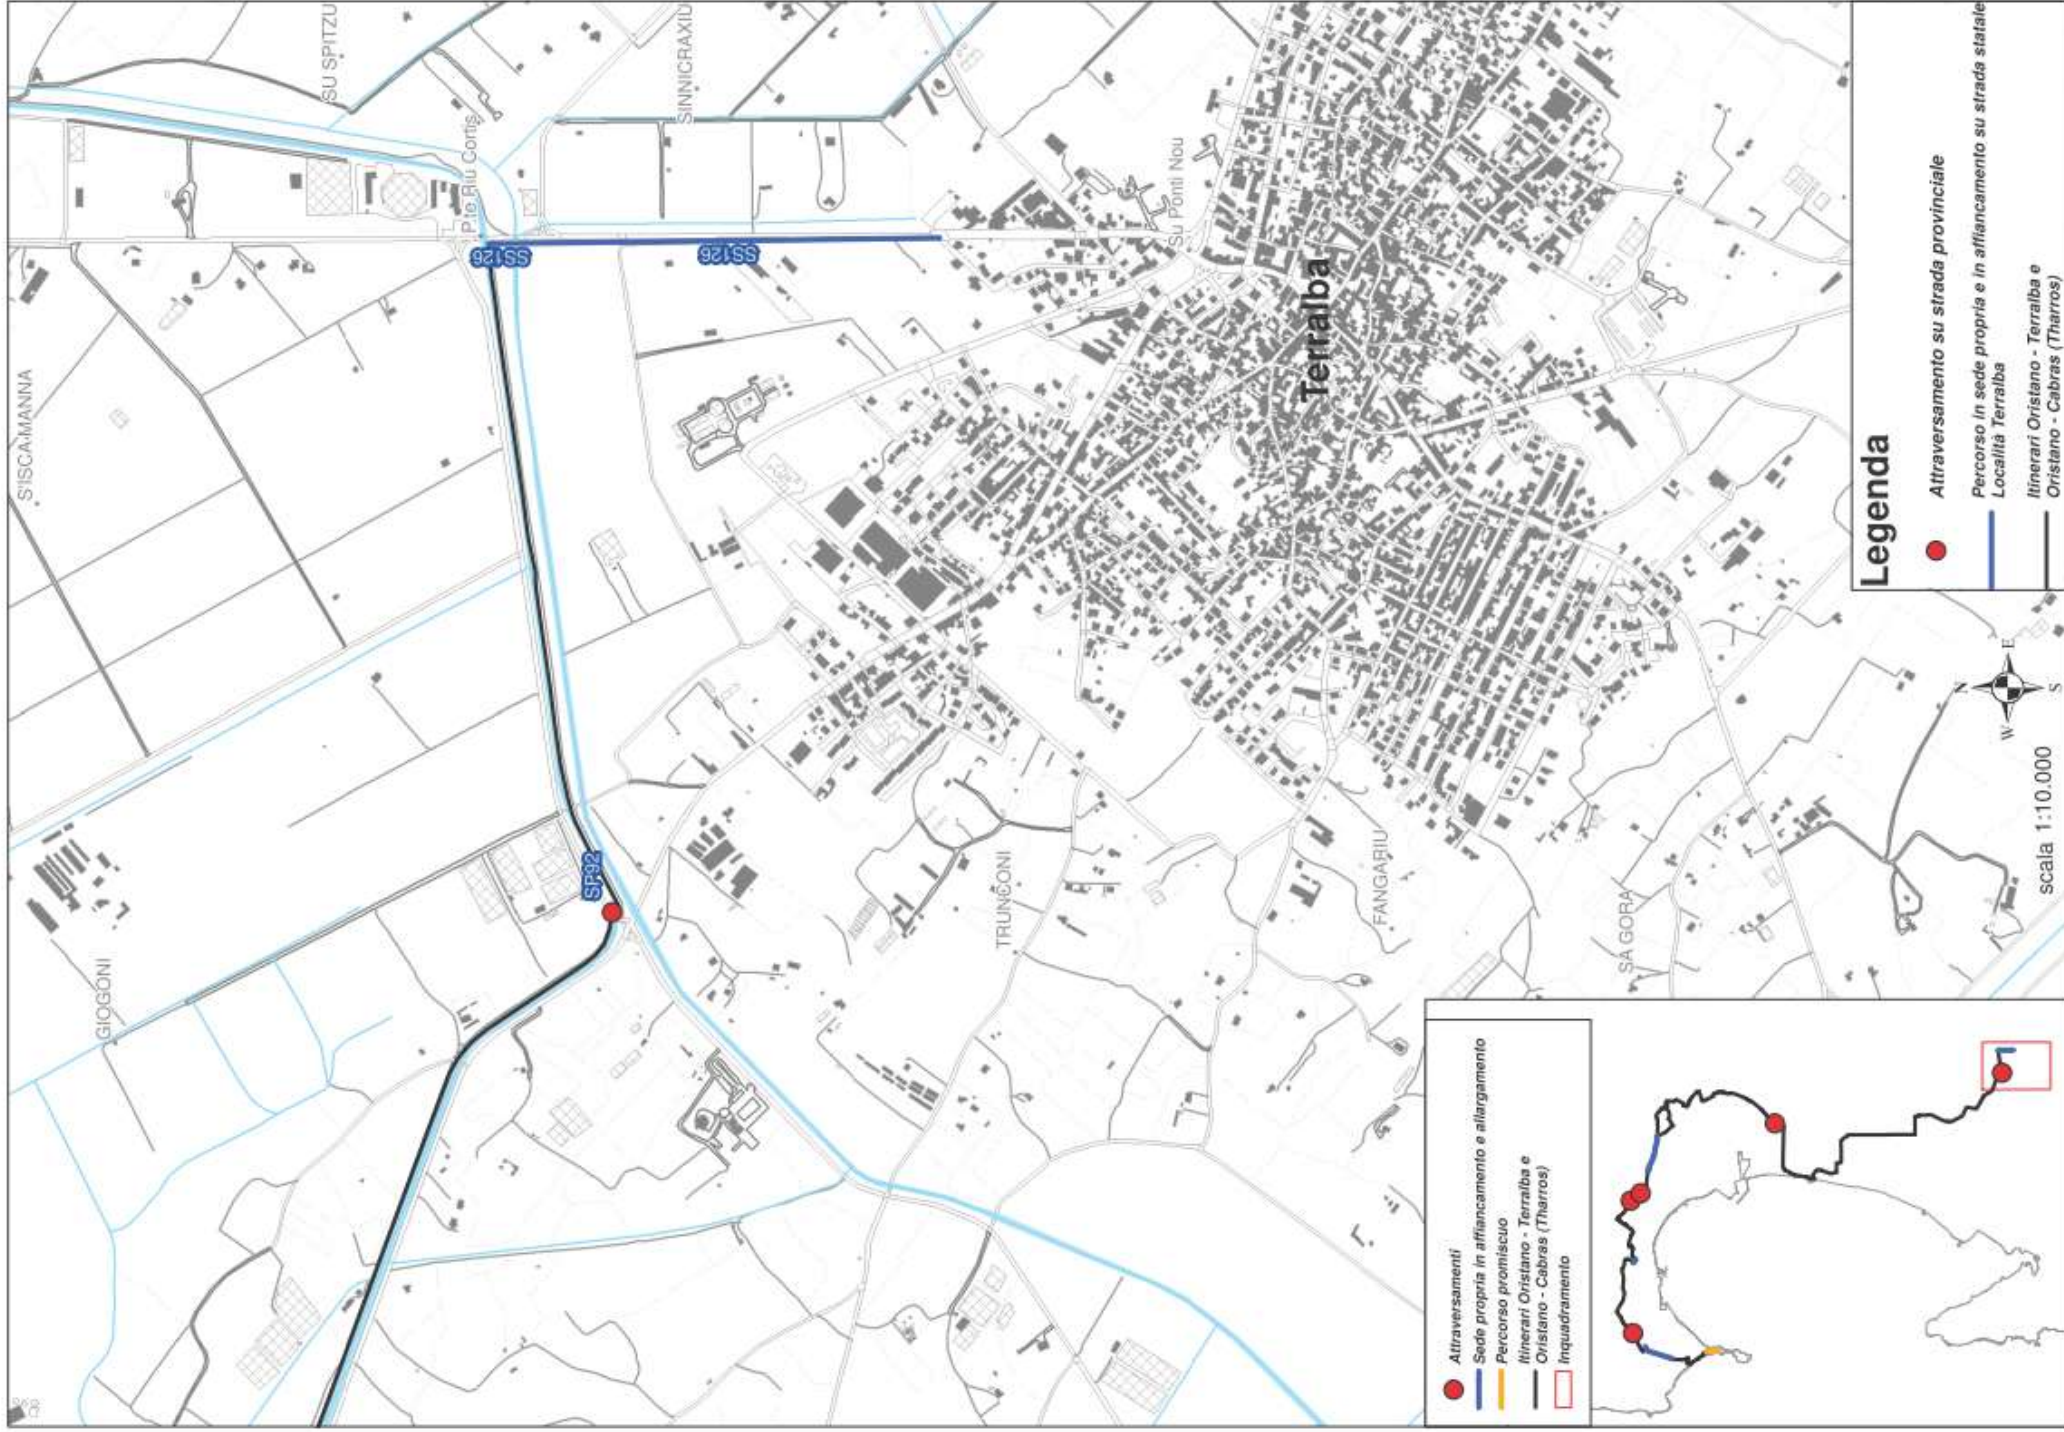 S'ISCA MANNA
SU SPITZU
SINNICRAXIU
P.te Riu Cortis
SS126
SS126
Su Ponti Nou
Terralba
SP92
GIOGONI
TRUNCONI
FANGARIU
SA GORA
Legenda
Attraversamento su strada provinciale
Percorso in sede propria e in affiancamento su strada statale
Località Terralba
Itinerari Oristano - Terralba e
Oristano - Cabras (Tharros)
N
W
E
S
scala 1:10.000
Attraversamenti
Sede propria in affiancamento e allargamento
Percorso promiscuo
Itinerari Oristano - Terralba e
Oristano - Cabras (Tharros)
Inquadramento